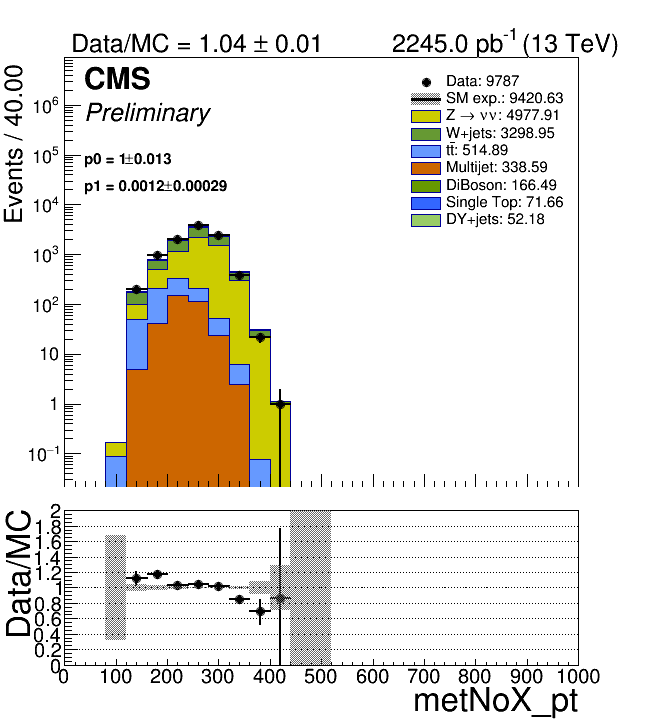 Data/MC = 1.04 ± 0.01 2245.0 pb⁻¹ (13 TeV)
CMS
Preliminary
p0 = 1±0.013
p1 = 0.0012±0.00029
Data: 9787
SM exp.: 9420.63
Z → νν: 4977.91
W+jets: 3298.95
tt̄: 514.89
Multijet: 338.59
DiBoson: 166.49
Single Top: 71.66
DY+jets: 52.18
Events / 40.00
10⁶
10⁵
10⁴
10³
10²
10
1
10⁻¹
Data/MC
2
1.8
1.6
1.4
1.2
1
0.8
0.6
0.4
0.2
0
0 100 200 300 400 500 600 700 800 900 1000
metNoX_pt